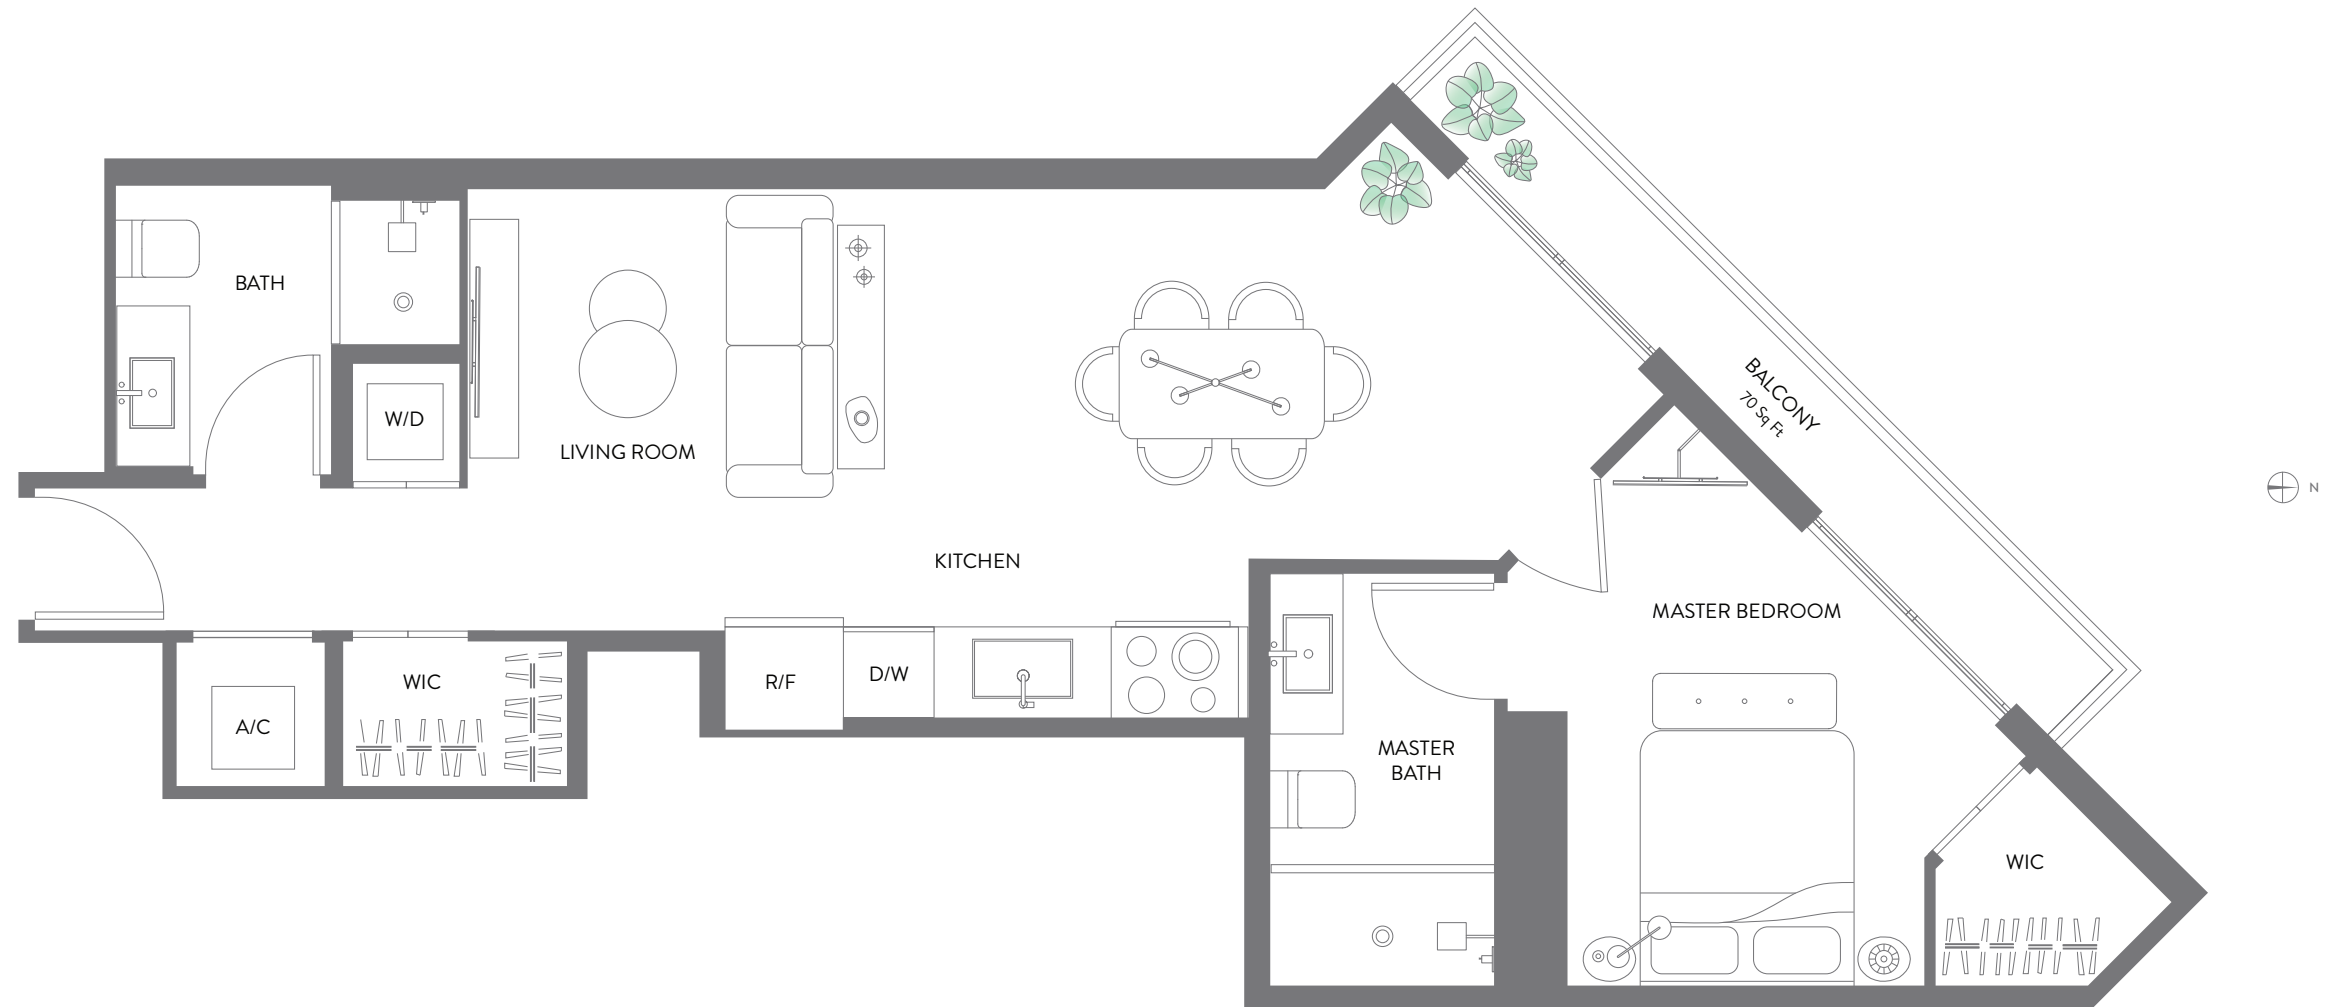 BATH
W/D
LIVING ROOM
BALCONY
70 Sq Ft
N
KITCHEN
MASTER BEDROOM
WIC
R/F
D/W
A/C
MASTER
BATH
WIC